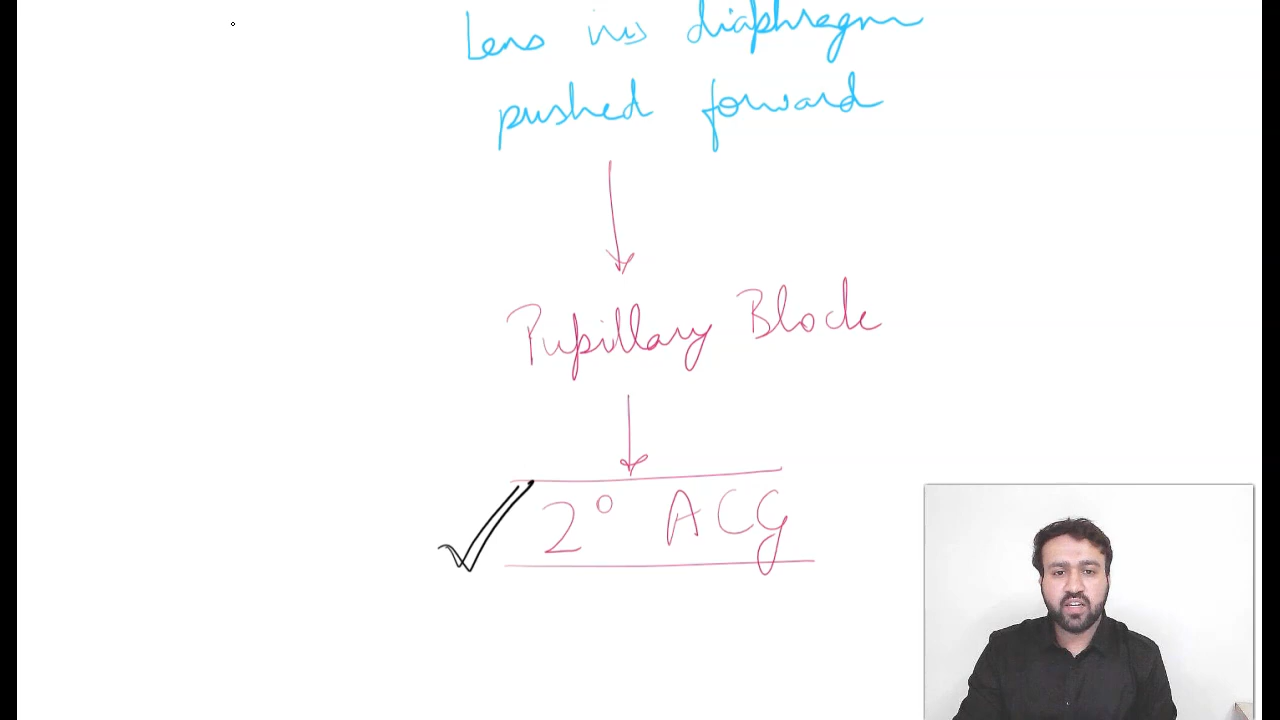 Lens iris diaphragm
pushed forward
Pupillary Block
2° ACG